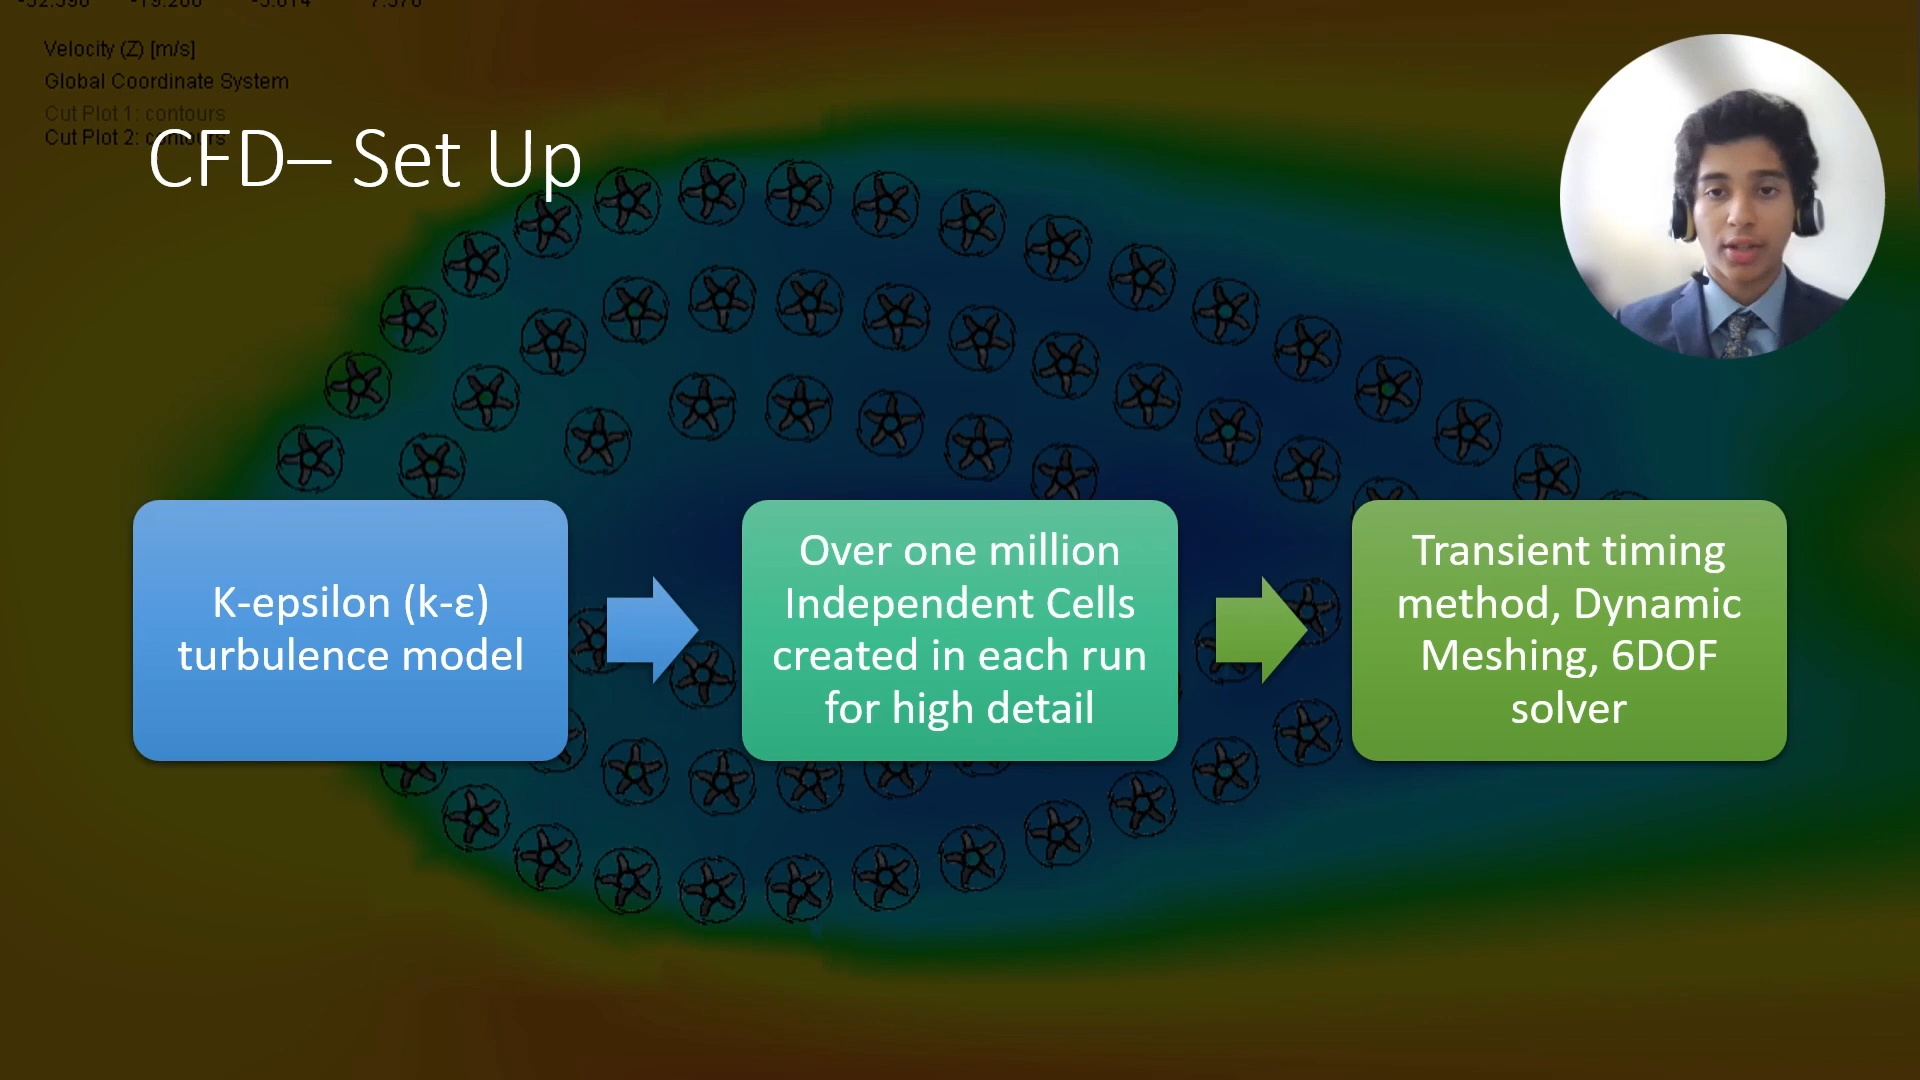 Velocity (Z) [m/s]
Global Coordinate System
Cut Plot 1: contours
Cut Plot 2: contours
CFD– Set Up
K-epsilon (k-ε)
turbulence model
Over one million
Independent Cells
created in each run
for high detail
Transient timing
method, Dynamic
Meshing, 6DOF
solver